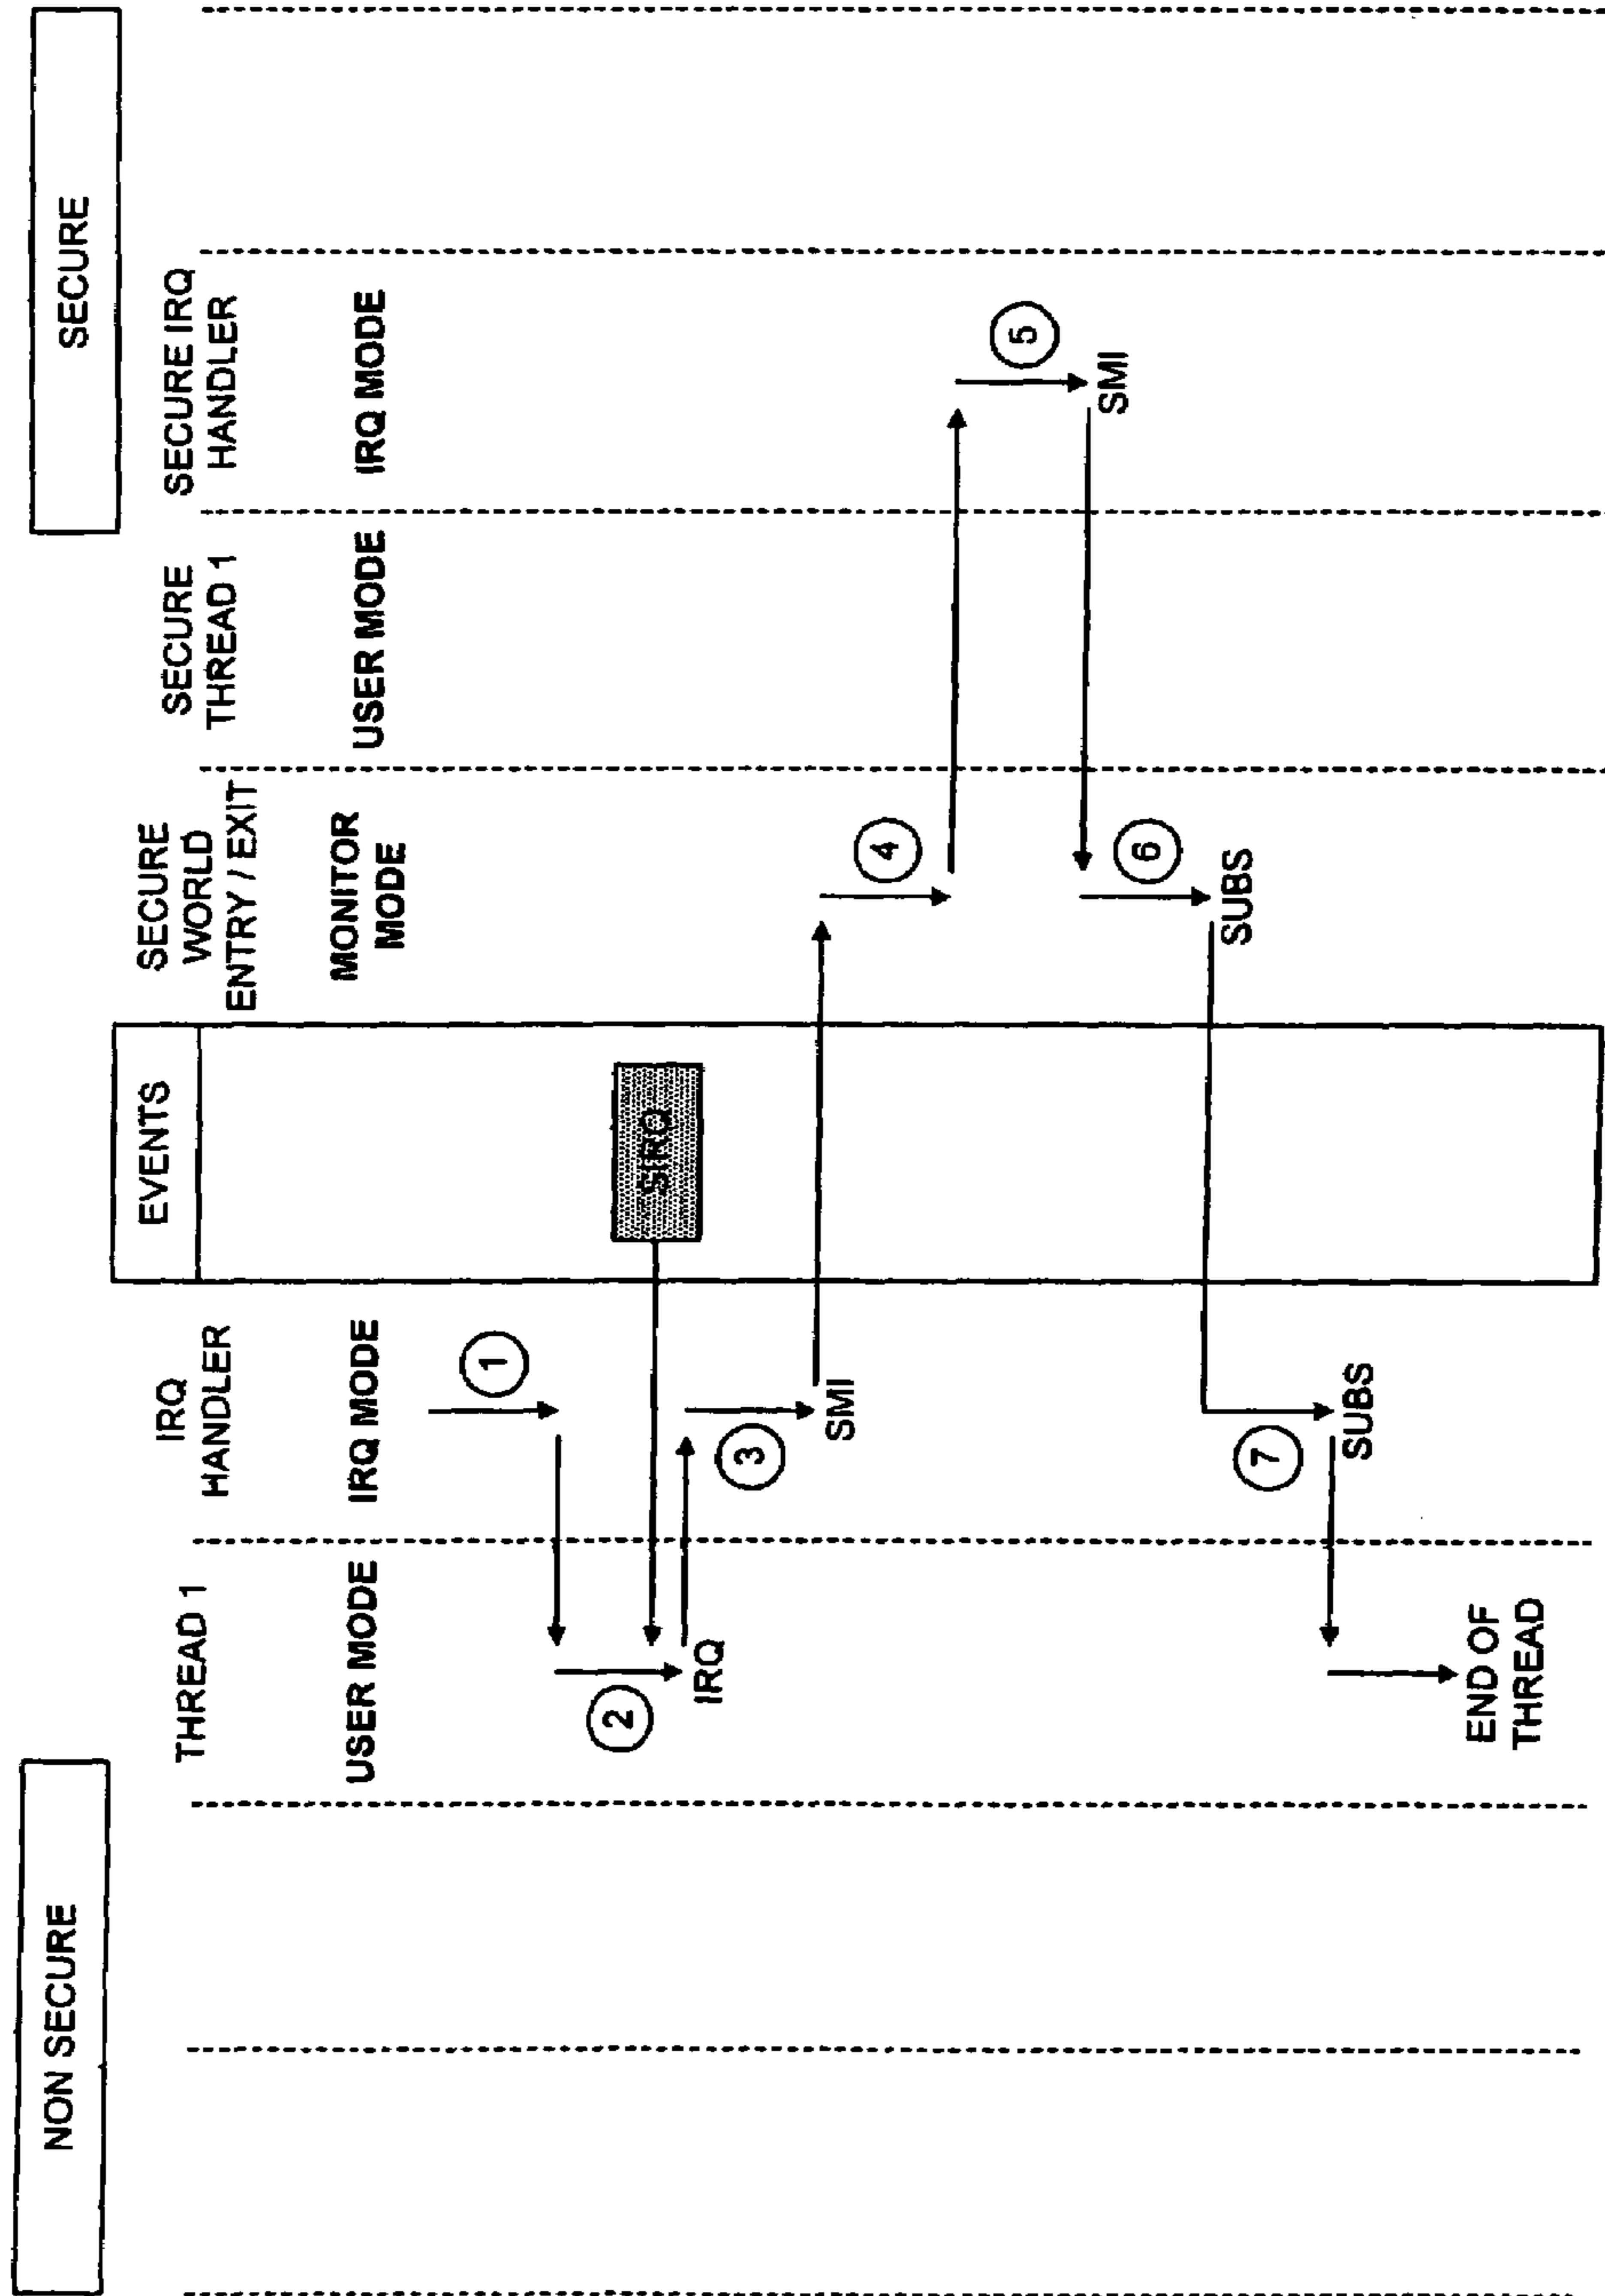 NON SECURE
SECURE
EVENTS
THREAD 1
IRQ
HANDLER
SECURE
WORLD
ENTRY / EXIT
SECURE
THREAD 1
SECURE IRQ
HANDLER
USER MODE
IRQ MODE
MONITOR
MODE
USER MODE
IRQ MODE
1
2
SIRQ
IRQ
3
SMI
4
5
SMI
6
SUBS
7
SUBS
END OF
THREAD